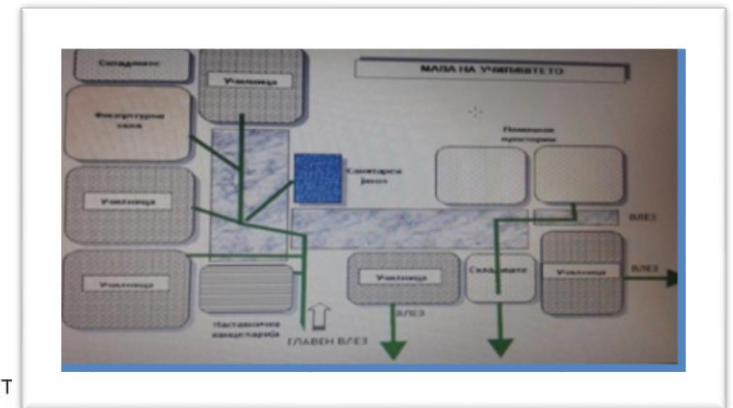 Складиште
Училница
МАПА НА УЧИЛИШТЕТО
Фискултурна
сала
Помошни
простории
Санитарен
јазол
Училница
ВЛЕЗ
Училница
Училница
Складиште
Училница
ВЛЕЗ
Наставничка
канцеларија
ВЛЕЗ
ГЛАВЕН ВЛЕЗ
Т